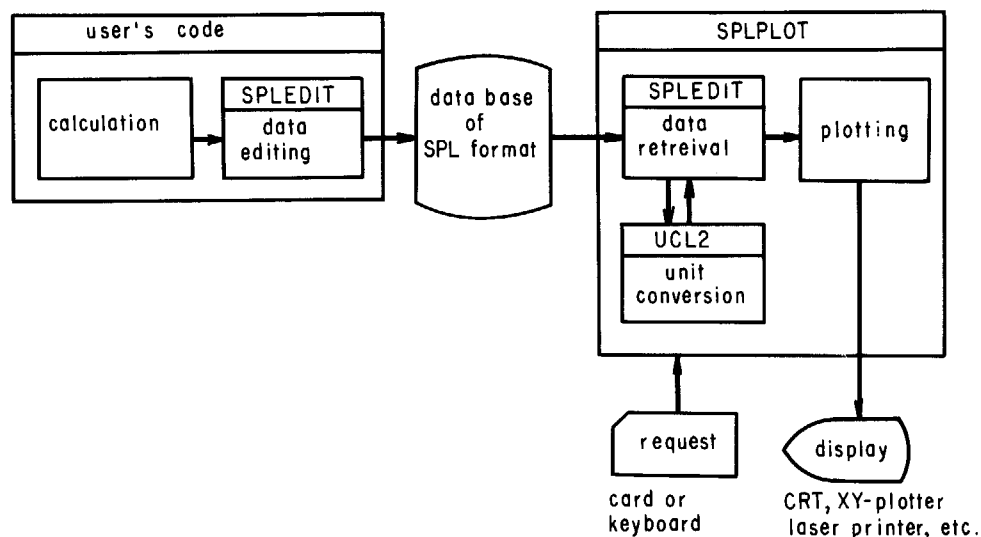 user's code
calculation
SPLEDIT
data
editing
data base
of
SPL format
SPLPLOT
SPLEDIT
data
retreival
plotting
UCL2
unit
conversion
request
card or
keyboard
display
CRT, XY-plotter
laser printer, etc.